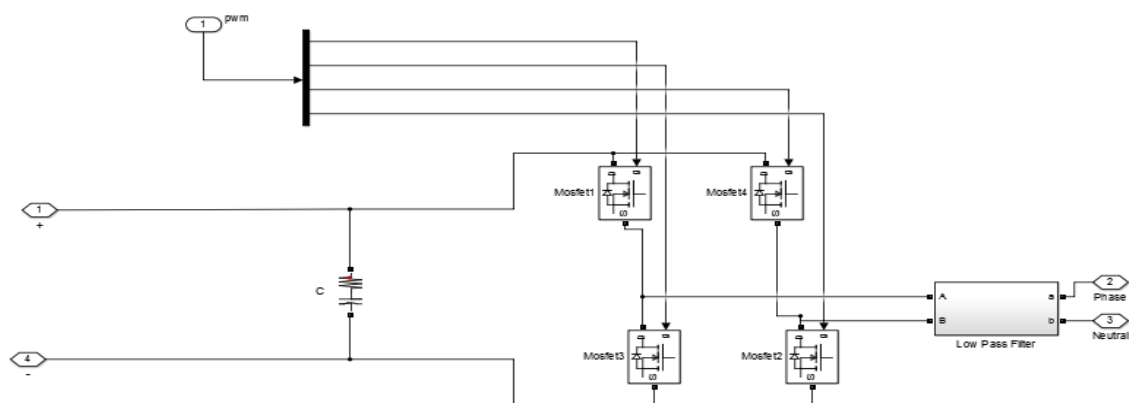 1
pwm
Mosfet1
D
g
S
Mosfet4
D
g
S
1
+
C
A
a
2
Phase
B
b
3
Neutral
Low Pass Filter
Mosfet3
D
g
S
Mosfet2
D
g
S
4
-